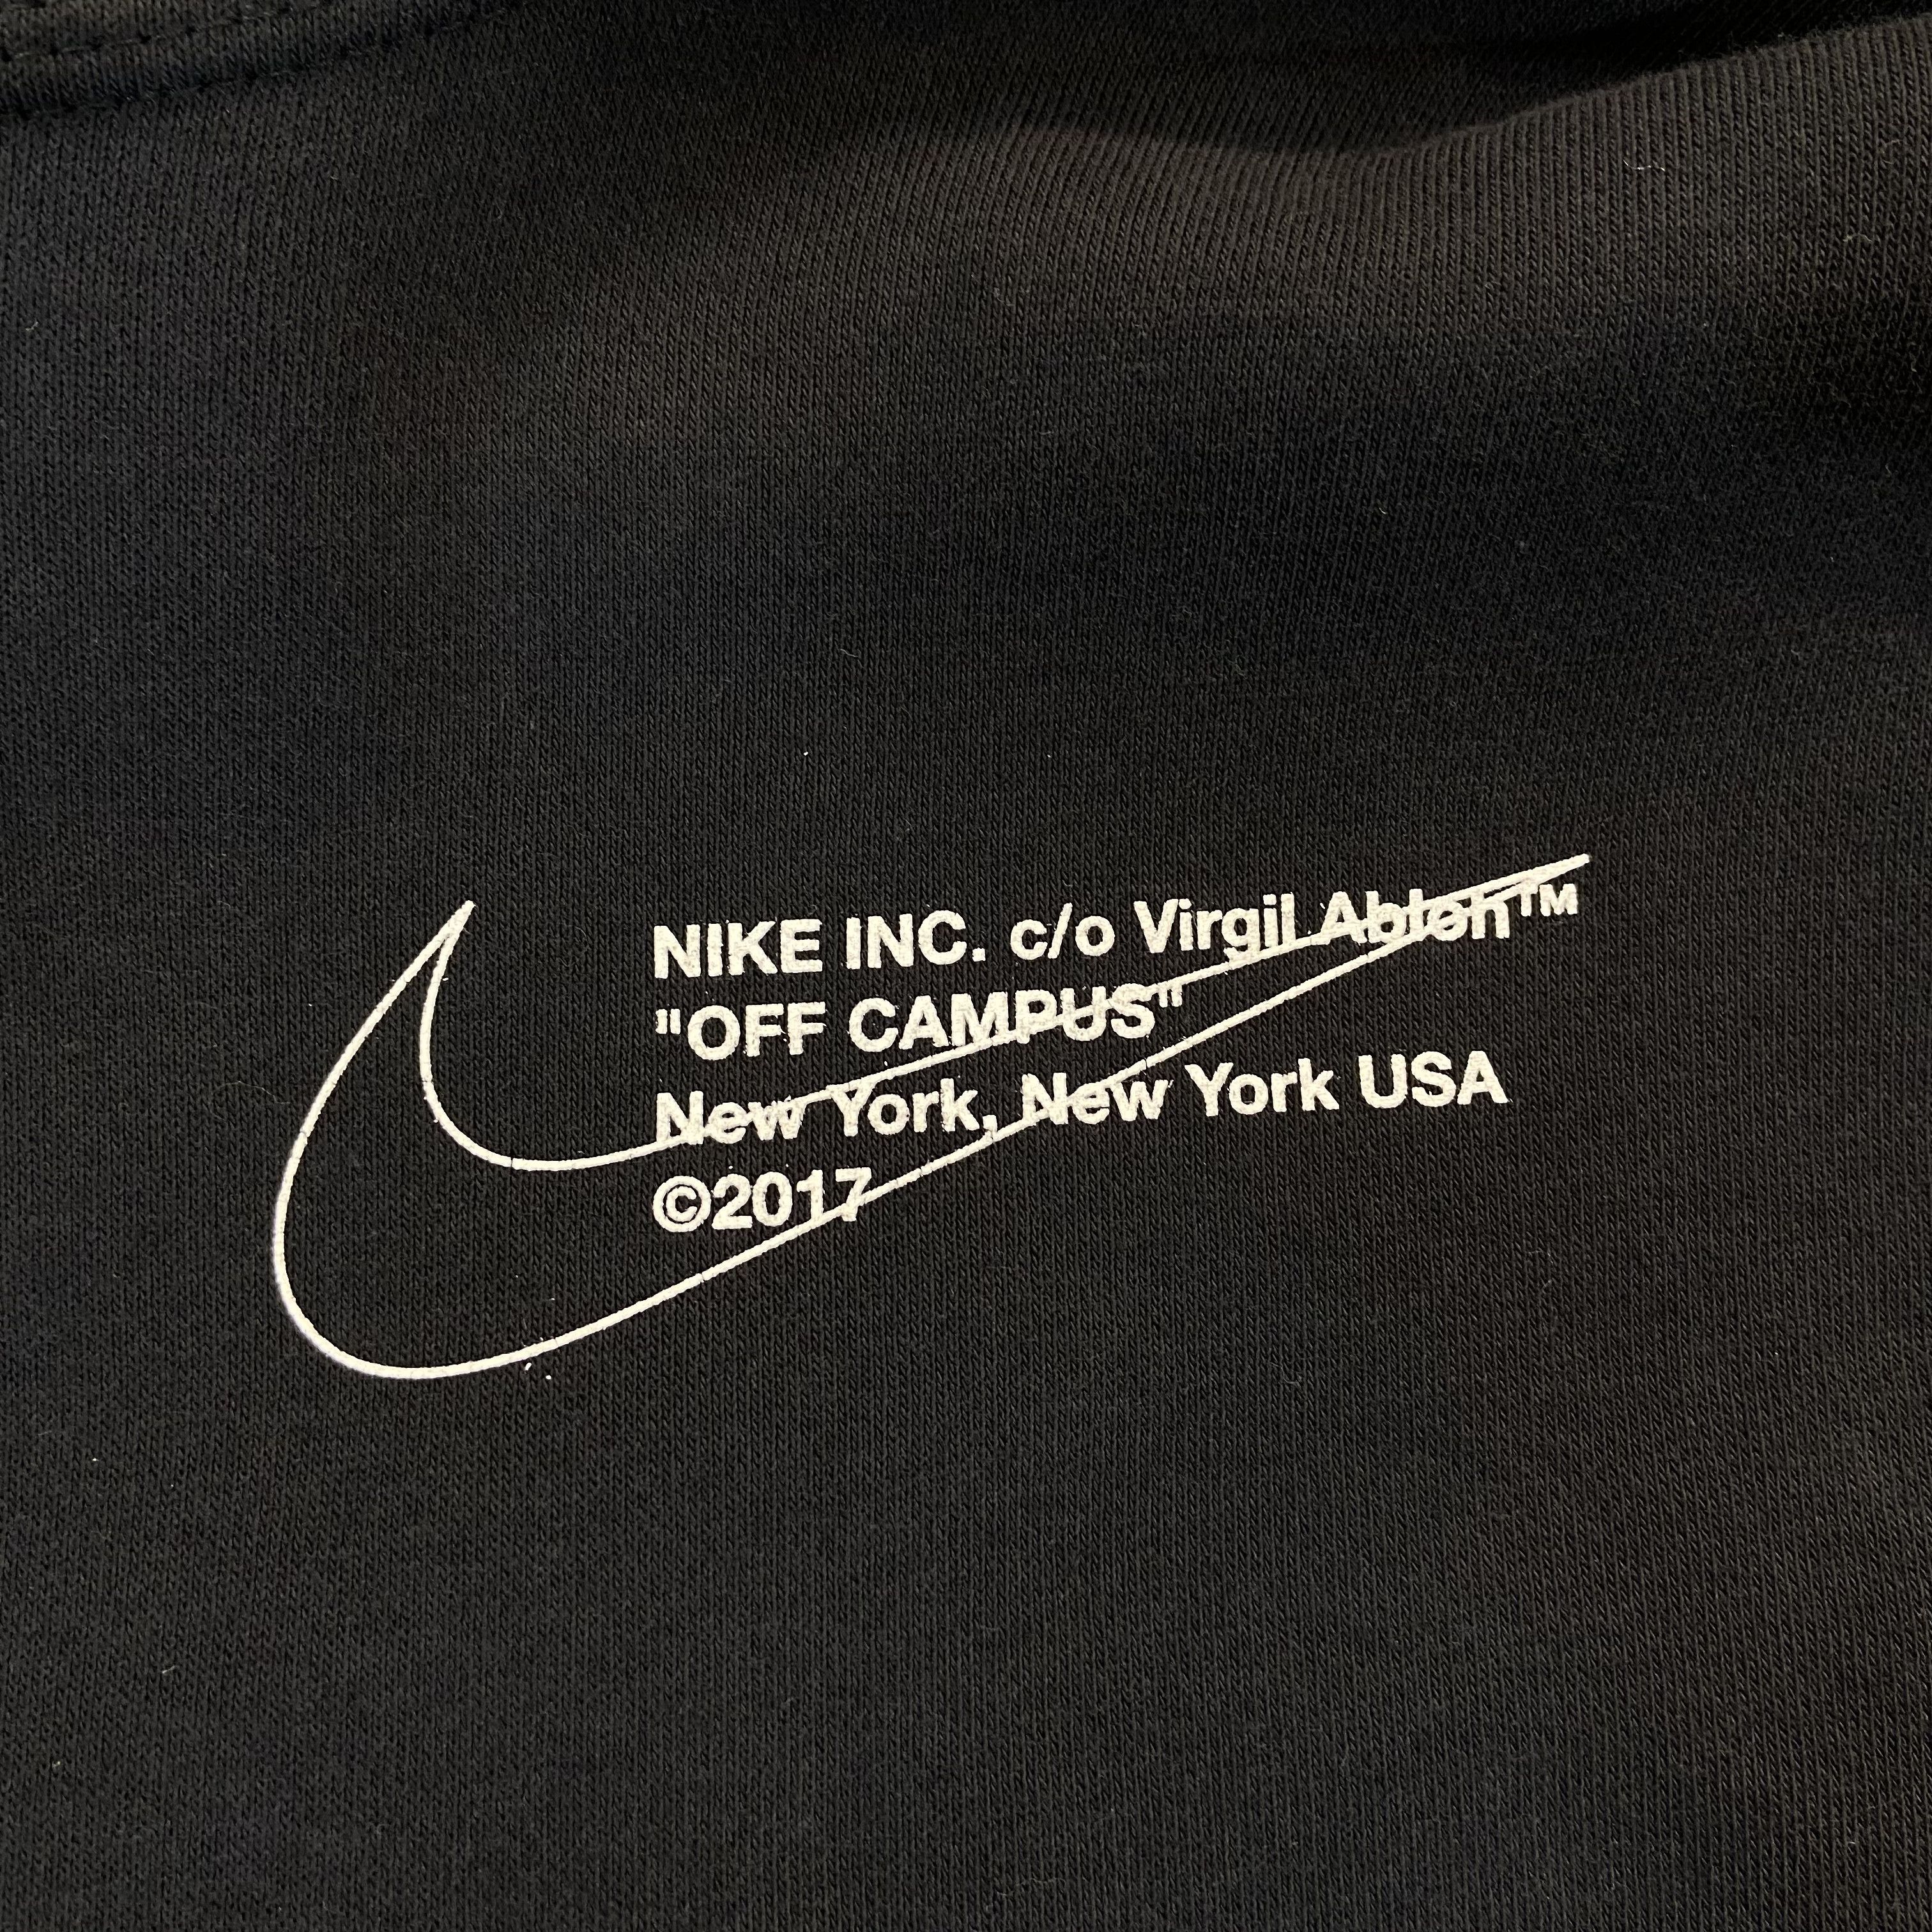 NIKE INC. c/o Virgil Abloh™
"OFF CAMPUS"
New York, New York USA
©2017